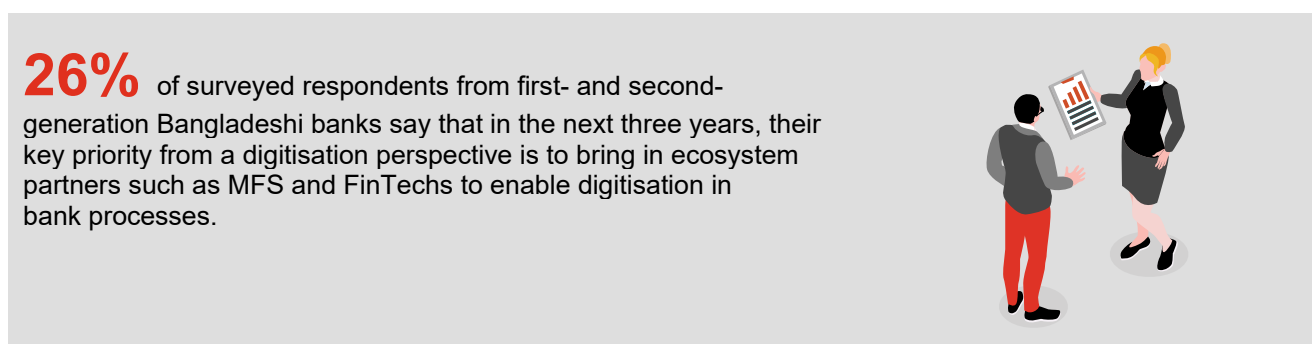 26% of surveyed respondents from first- and second-
generation Bangladeshi banks say that in the next three years, their
key priority from a digitisation perspective is to bring in ecosystem
partners such as MFS and FinTechs to enable digitisation in
bank processes.